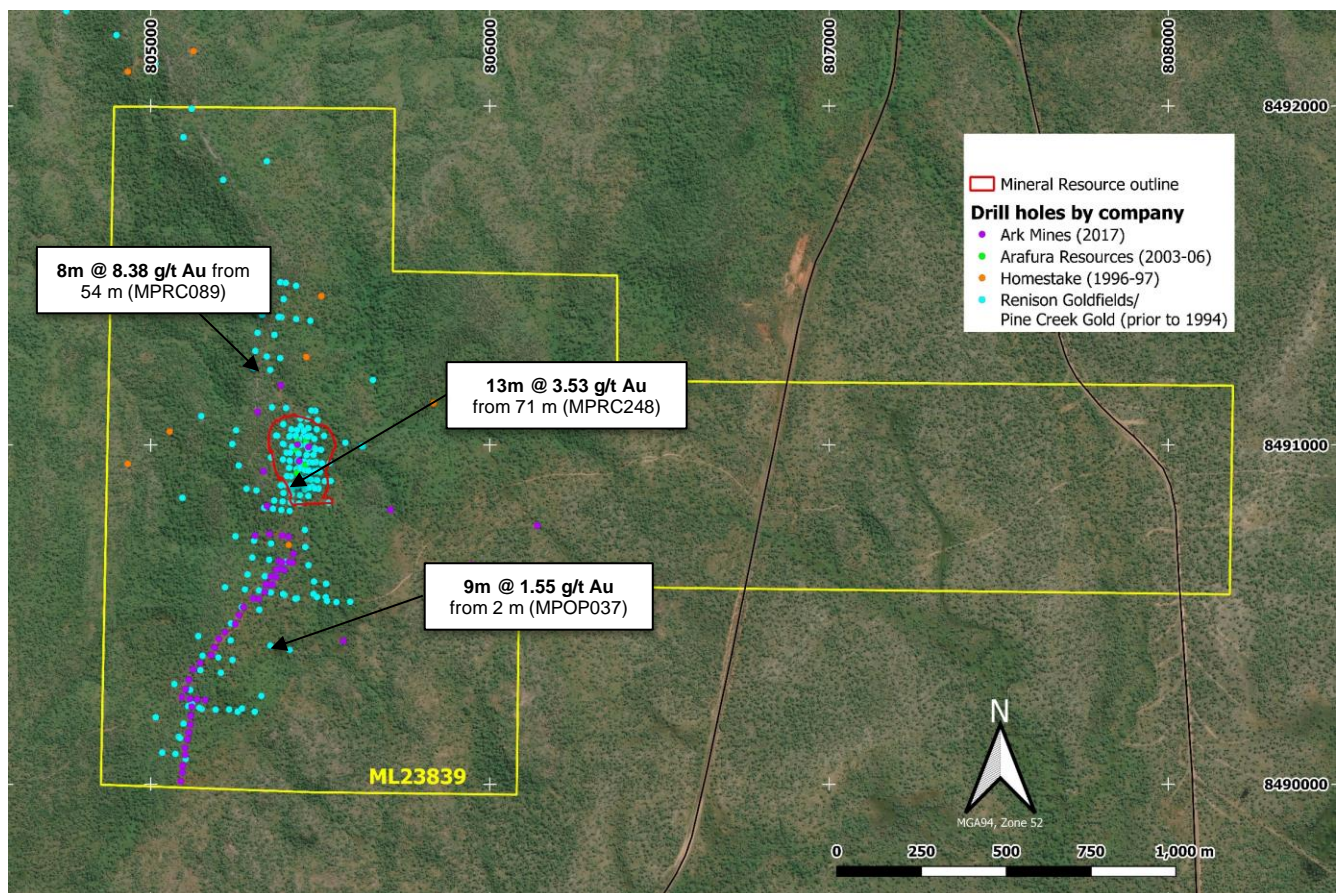 805000
806000
807000
808000
8492000
Mineral Resource outline
Drill holes by company
Ark Mines (2017)
Arafura Resources (2003-06)
Homestake (1996-97)
Renison Goldfields/
Pine Creek Gold (prior to 1994)
8m @ 8.38 g/t Au from
54 m (MPRC089)
13m @ 3.53 g/t Au
from 71 m (MPRC248)
8491000
9m @ 1.55 g/t Au
from 2 m (MPOP037)
ML23839
8490000
N
MGA94, Zone 52
0 250 500 750 1,000 m